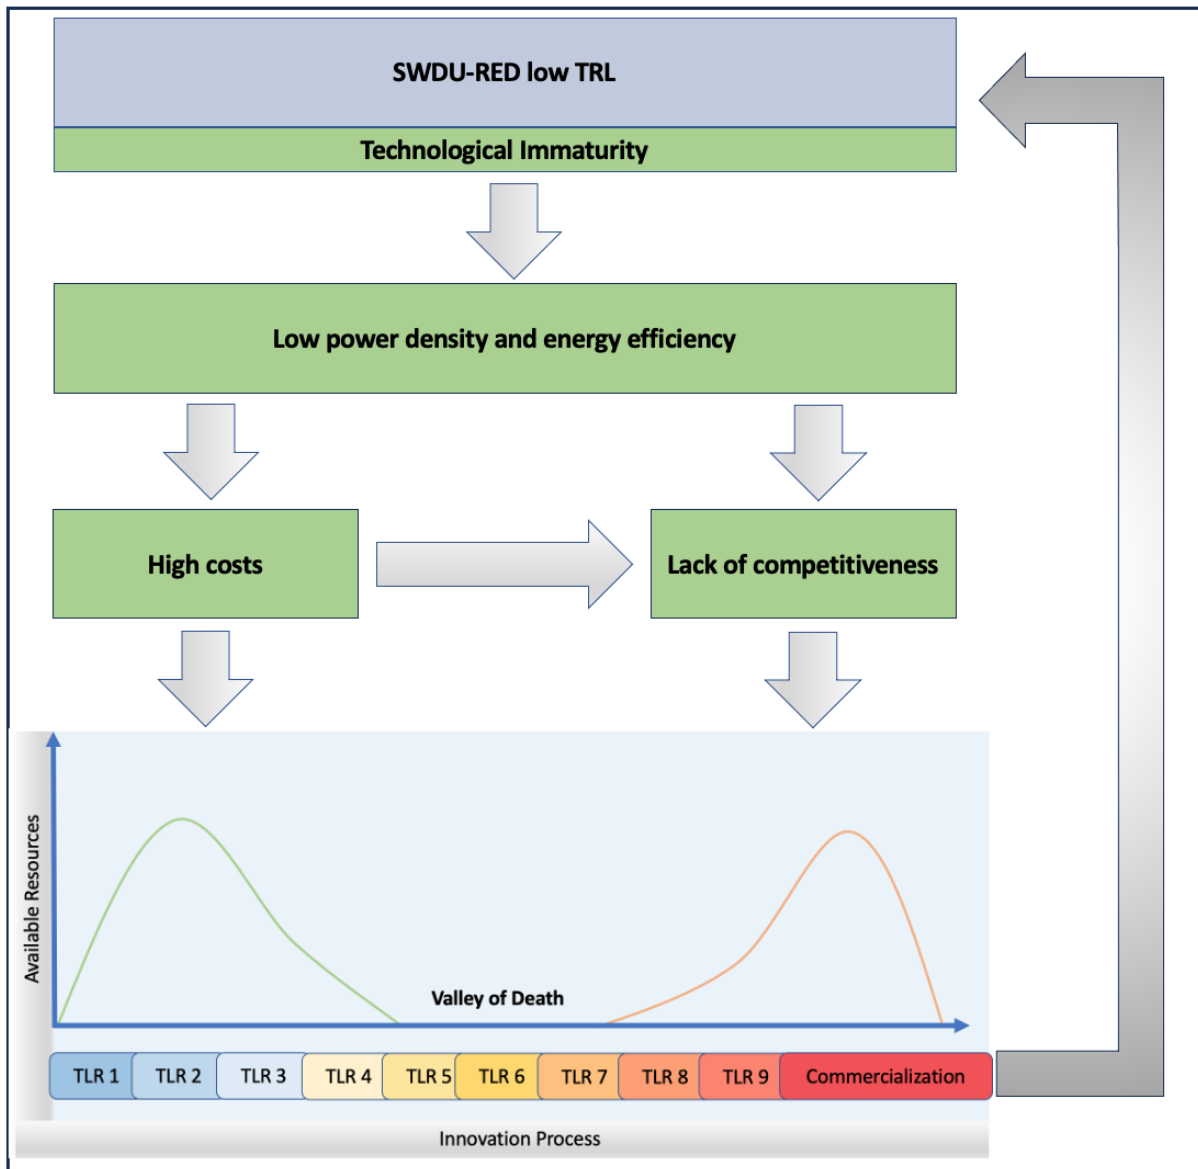 SWDU-RED low TRL
Technological Immaturity
Low power density and energy efficiency
High costs
Lack of competitiveness
Available Resources
Valley of Death
TLR 1
TLR 2
TLR 3
TLR 4
TLR 5
TLR 6
TLR 7
TLR 8
TLR 9
Commercialization
Innovation Process